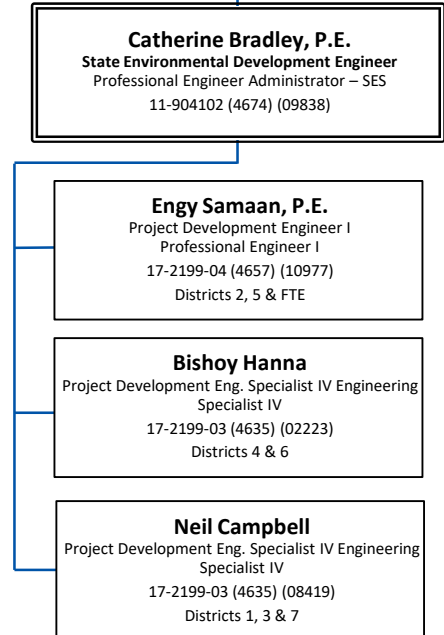 Catherine Bradley, P.E.
State Environmental Development Engineer
Professional Engineer Administrator – SES
11-904102 (4674) (09838)
Engy Samaan, P.E.
Project Development Engineer I
Professional Engineer I
17-2199-04 (4657) (10977)
Districts 2, 5 & FTE
Bishoy Hanna
Project Development Eng. Specialist IV Engineering
Specialist IV
17-2199-03 (4635) (02223)
Districts 4 & 6
Neil Campbell
Project Development Eng. Specialist IV Engineering
Specialist IV
17-2199-03 (4635) (08419)
Districts 1, 3 & 7